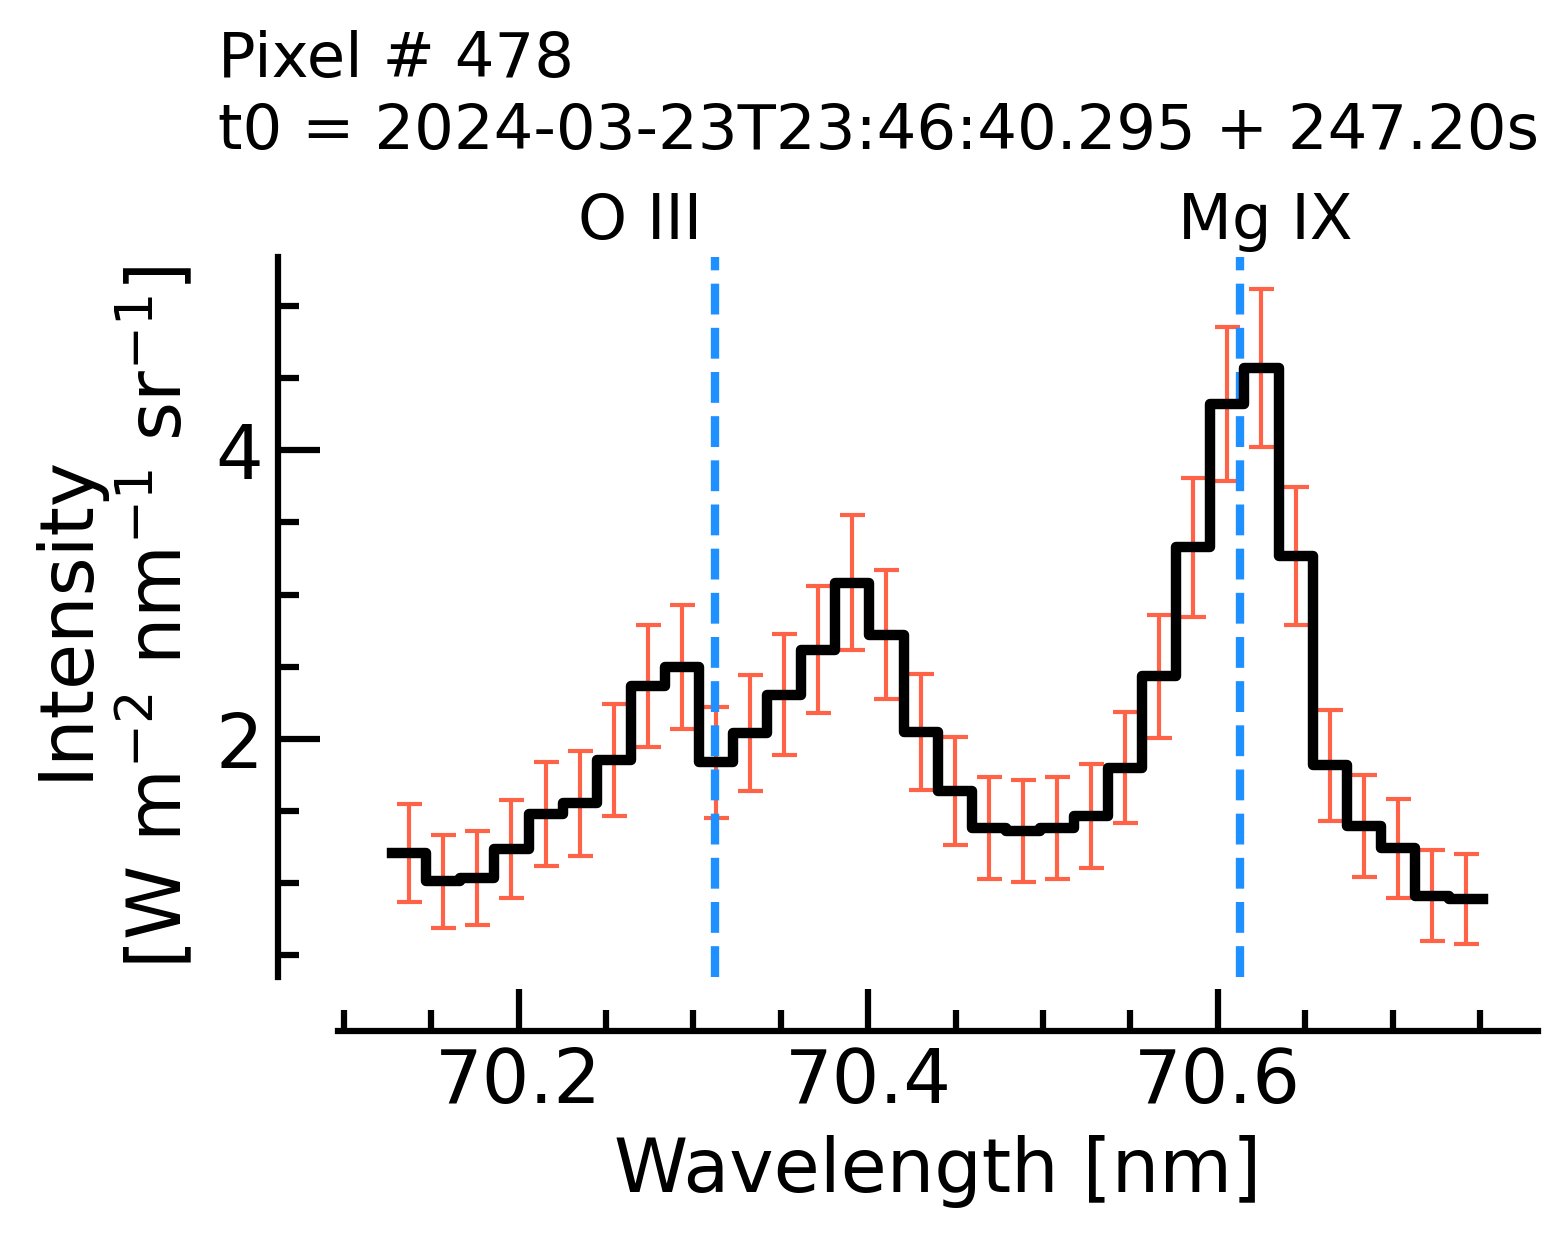 Pixel # 478
t0 = 2024-03-23T23:46:40.295 + 247.20s
O III
Mg IX
Intensity
[W m⁻² nm⁻¹ sr⁻¹]
4
2
70.2
70.4
70.6
Wavelength [nm]